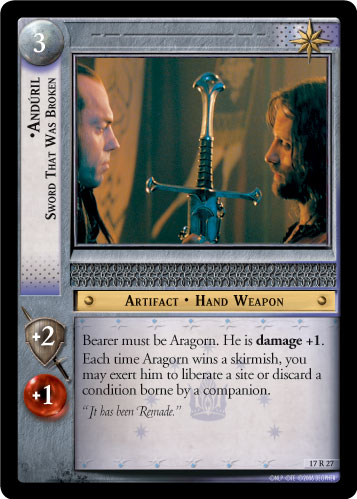 3
•Andúril
Sword That Was Broken
Artifact • Hand Weapon
+2
+1
Bearer must be Aragorn. He is damage +1.
Each time Aragorn wins a skirmish, you
may exert him to liberate a site or discard a
condition borne by a companion.
"It has been Remade."
17 R 27